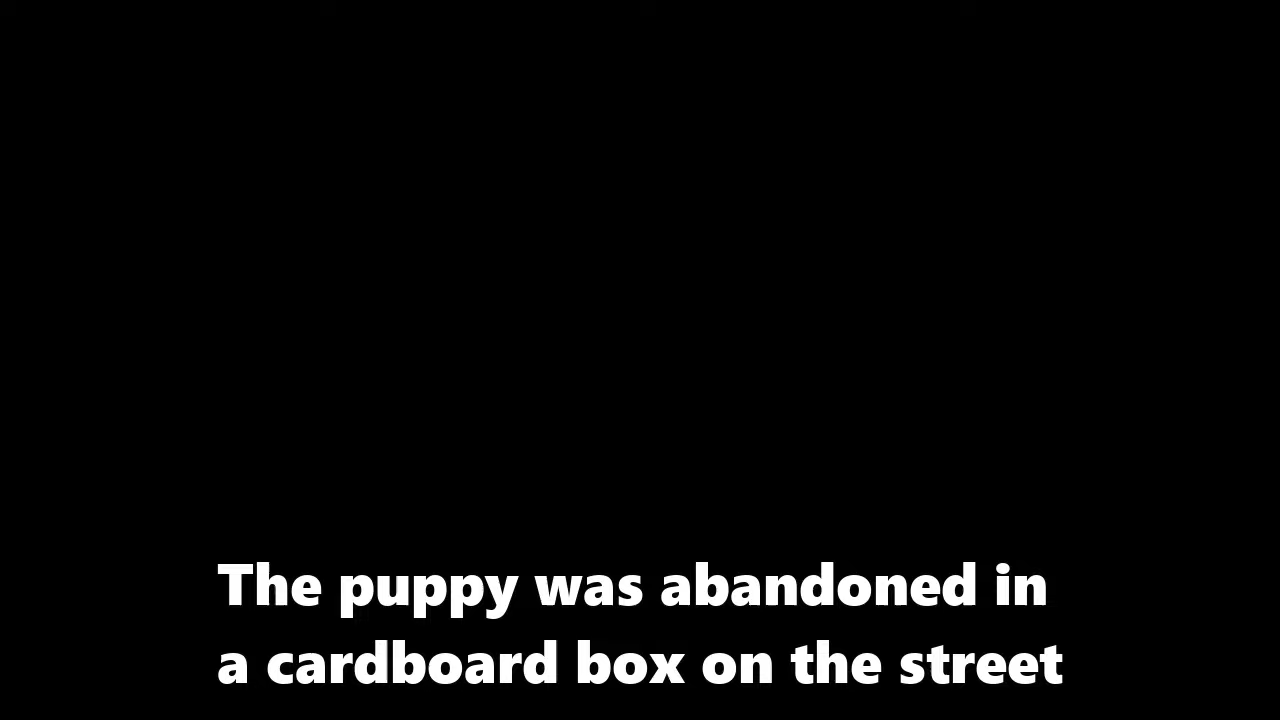 The puppy was abandoned in
a cardboard box on the street